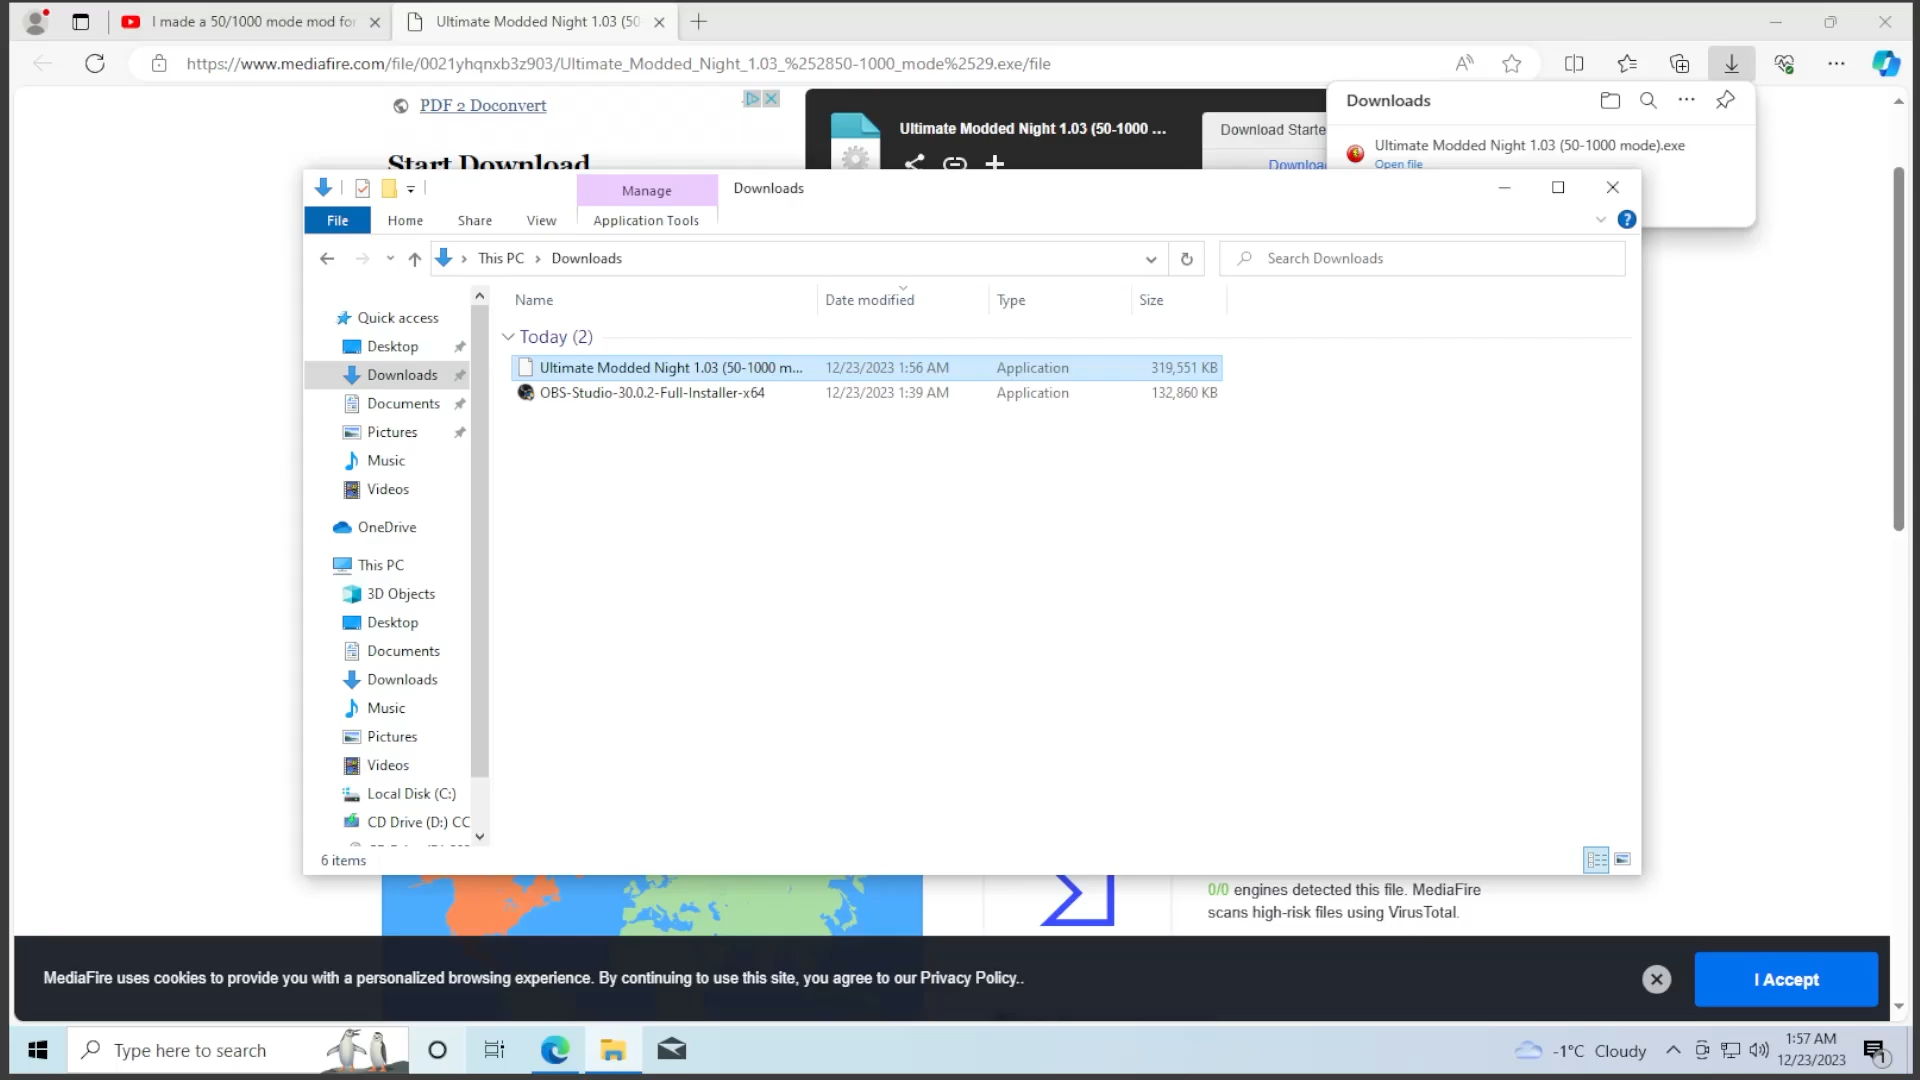 I made a 50/1000 mode mod for
Ultimate Modded Night 1.03 (50
https://www.mediafire.com/file/0021yhqnxb3z903/Ultimate_Modded_Night_1.03_%252850-1000_mode%2529.exe/file
PDF 2 Doconvert
Start Download
Ultimate Modded Night 1.03 (50-1000 ...
Download Starte
Downloa
Downloads
Ultimate Modded Night 1.03 (50-1000 mode).exe
Open file
Manage
Downloads
File
Home
Share
View
Application Tools
This PC
Downloads
Search Downloads
Name
Date modified
Type
Size
Quick access
Desktop
Downloads
Documents
Pictures
Music
Videos
OneDrive
This PC
3D Objects
Desktop
Documents
Downloads
Music
Pictures
Videos
Local Disk (C:)
CD Drive (D:) CC
Today (2)
Ultimate Modded Night 1.03 (50-1000 m... 12/23/2023 1:56 AM Application 319,551 KB
OBS-Studio-30.0.2-Full-Installer-x64 12/23/2023 1:39 AM Application 132,860 KB
6 items
0/0 engines detected this file. MediaFire
scans high-risk files using VirusTotal.
MediaFire uses cookies to provide you with a personalized browsing experience. By continuing to use this site, you agree to our Privacy Policy..
I Accept
Type here to search
-1°C Cloudy
1:57 AM
12/23/2023
1